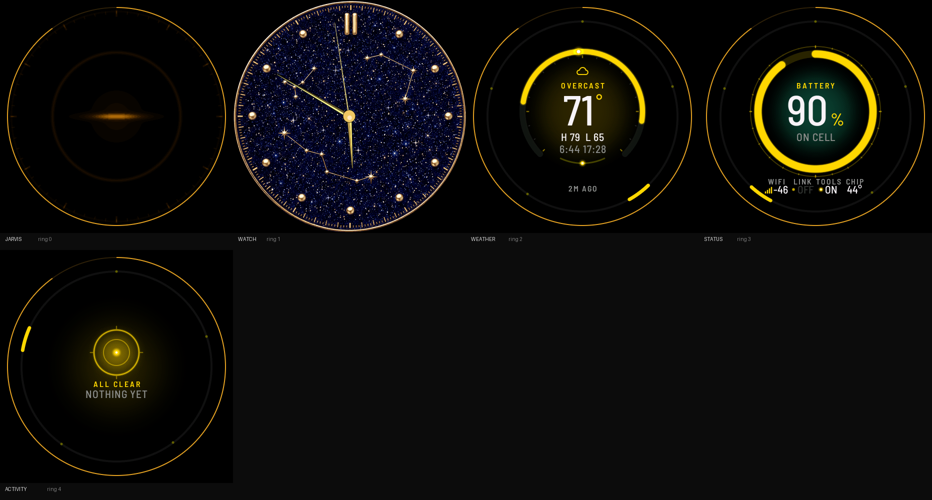 OVERCAST
71°
H 79 L 65
6:44 17:28
2M AGO
BATTERY
90%
ON CELL
WIFI LINK TOOLS CHIP
-46 OFF ON 44°
JARVIS ring 0
WATCH ring 1
WEATHER ring 2
STATUS ring 3
ALL CLEAR
NOTHING YET
ACTIVITY ring 4